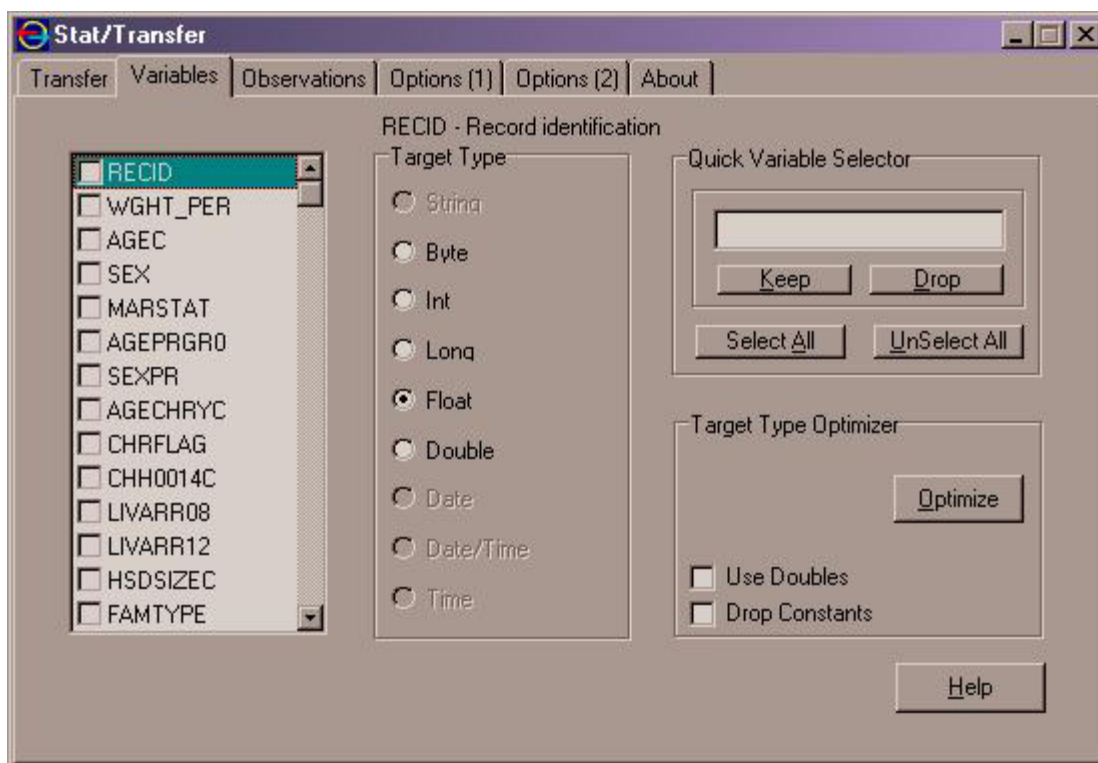 Stat/Transfer
Transfer Variables Observations Options (1) Options (2) About
RECID - Record identification
RECID
WGHT_PER
AGEC
SEX
MARSTAT
AGEPRGR0
SEXPR
AGECHRYC
CHRFLAG
CHH0014C
LIVARR08
LIVARR12
HSDSIZEC
FAMTYPE
Target Type
String
Byte
Int
Long
Float
Double
Date
Date/Time
Time
Quick Variable Selector
Keep Drop
Select All UnSelect All
Target Type Optimizer
Optimize
Use Doubles
Drop Constants
Help